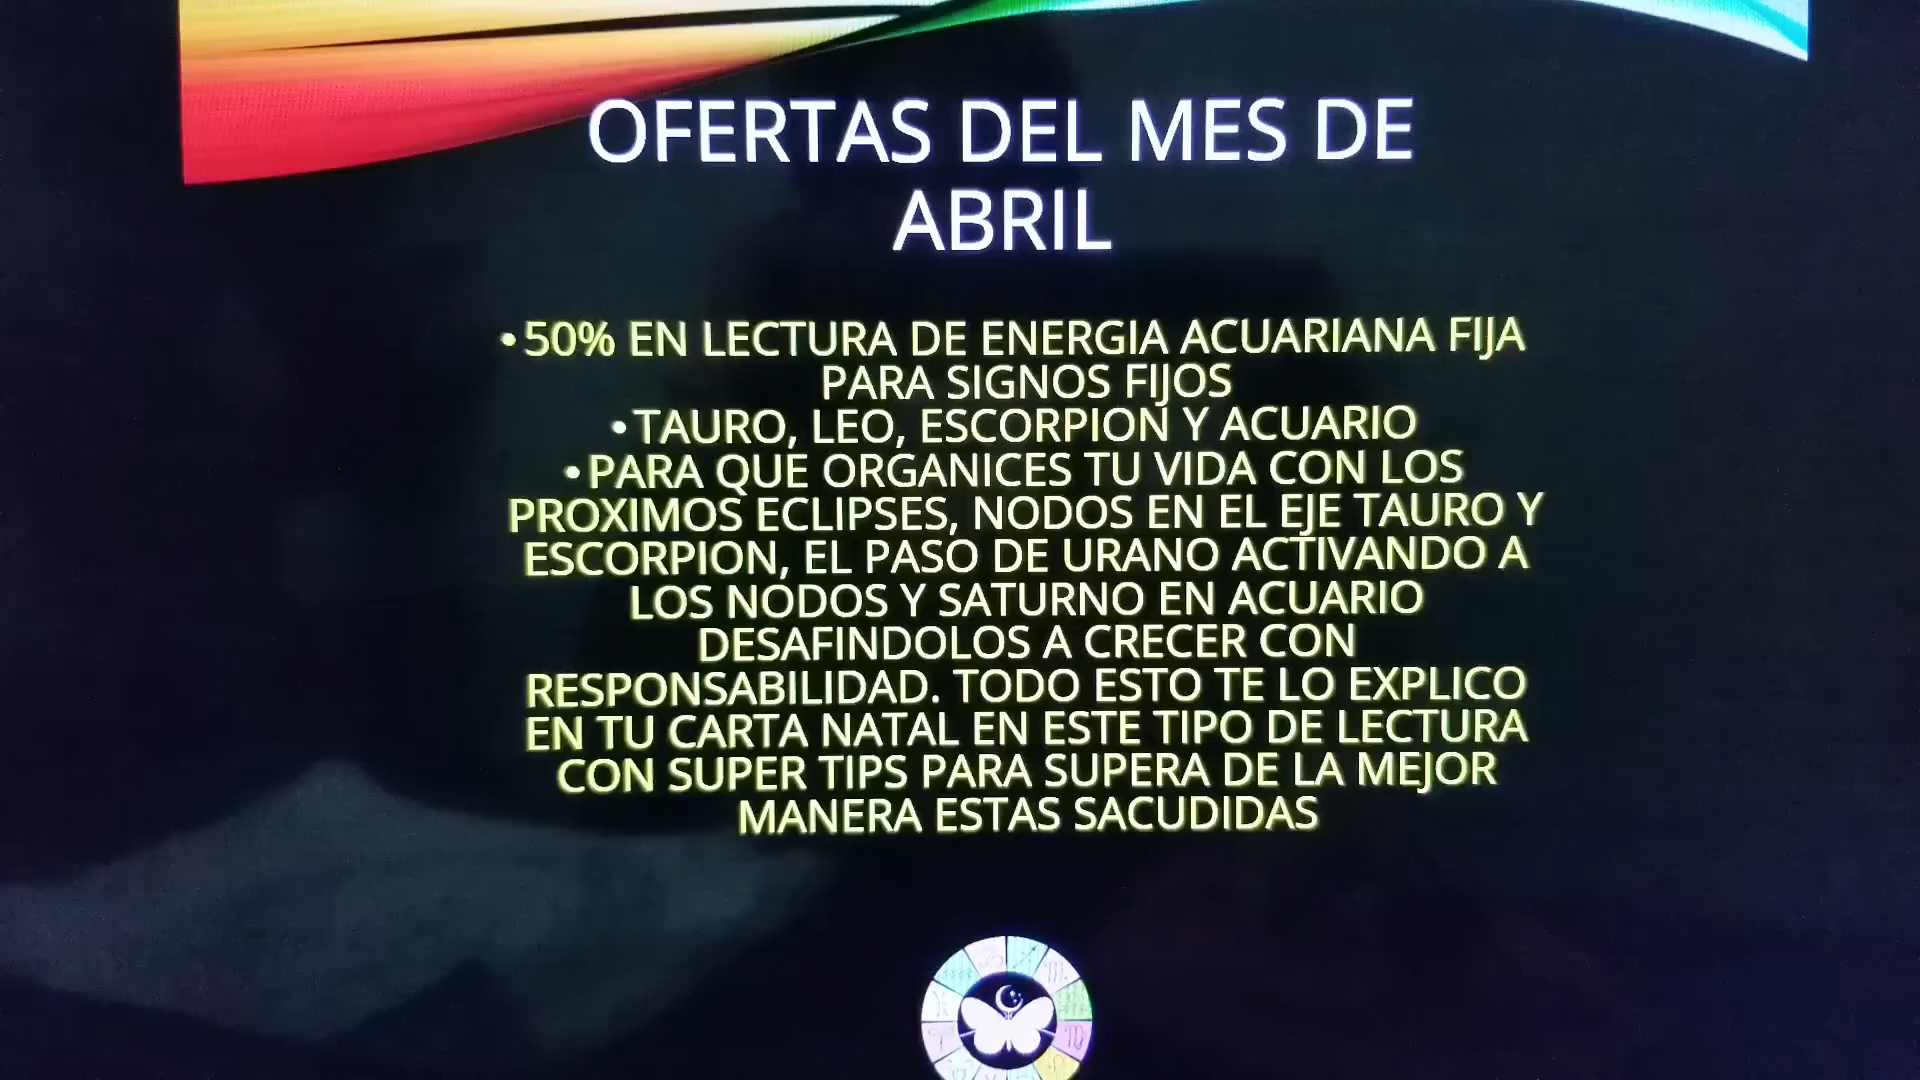 OFERTAS DEL MES DE
ABRIL
•50% EN LECTURA DE ENERGIA ACUARIANA FIJA
PARA SIGNOS FIJOS
•TAURO, LEO, ESCORPION Y ACUARIO
•PARA QUE ORGANICES TU VIDA CON LOS
PROXIMOS ECLIPSES, NODOS EN EL EJE TAURO Y
ESCORPION, EL PASO DE URANO ACTIVANDO A
LOS NODOS Y SATURNO EN ACUARIO
DESAFINDOLOS A CRECER CON
RESPONSABILIDAD. TODO ESTO TE LO EXPLICO
EN TU CARTA NATAL EN ESTE TIPO DE LECTURA
CON SUPER TIPS PARA SUPERA DE LA MEJOR
MANERA ESTAS SACUDIDAS